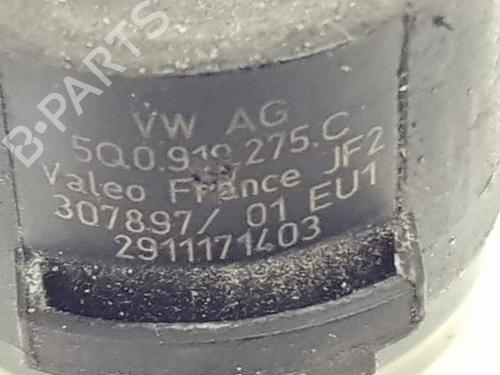 B-PARTS
VW AG
5Q0.919.275.C
Valeo France JF2
307897/ 01 EU1
2911171403